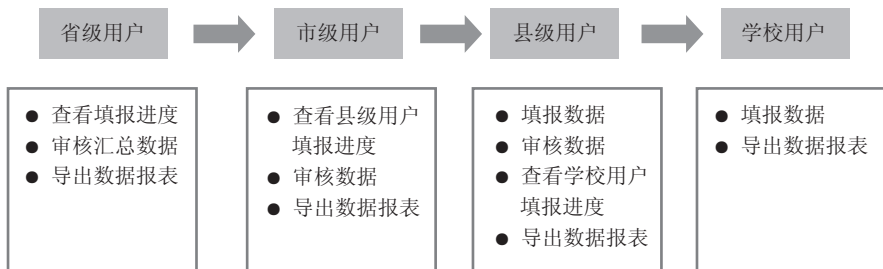 省级用户
市级用户
县级用户
学校用户
● 查看填报进度
● 审核汇总数据
● 导出数据报表
● 查看县级用户
填报进度
● 审核数据
● 导出数据报表
● 填报数据
● 审核数据
● 查看学校用户
填报进度
● 导出数据报表
● 填报数据
● 导出数据报表